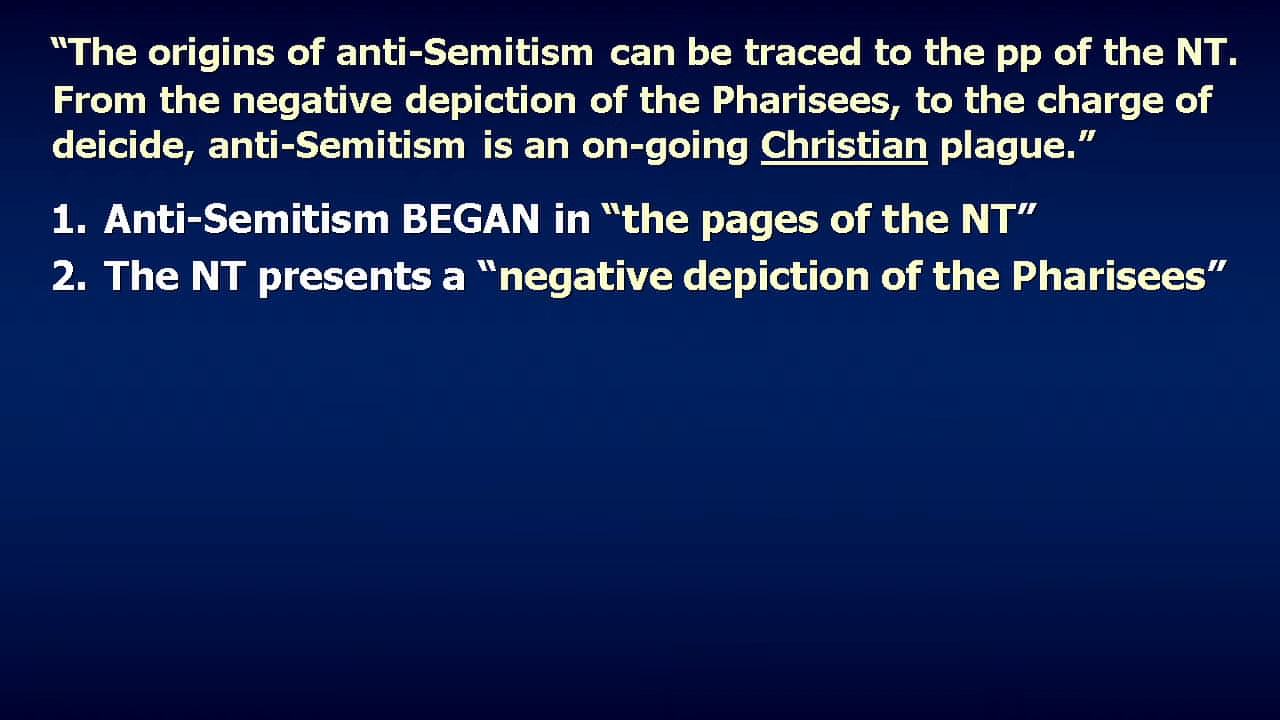 “The origins of anti-Semitism can be traced to the pp of the NT.
From the negative depiction of the Pharisees, to the charge of
deicide, anti-Semitism is an on-going Christian plague.”
1. Anti-Semitism BEGAN in “the pages of the NT”
2. The NT presents a “negative depiction of the Pharisees”